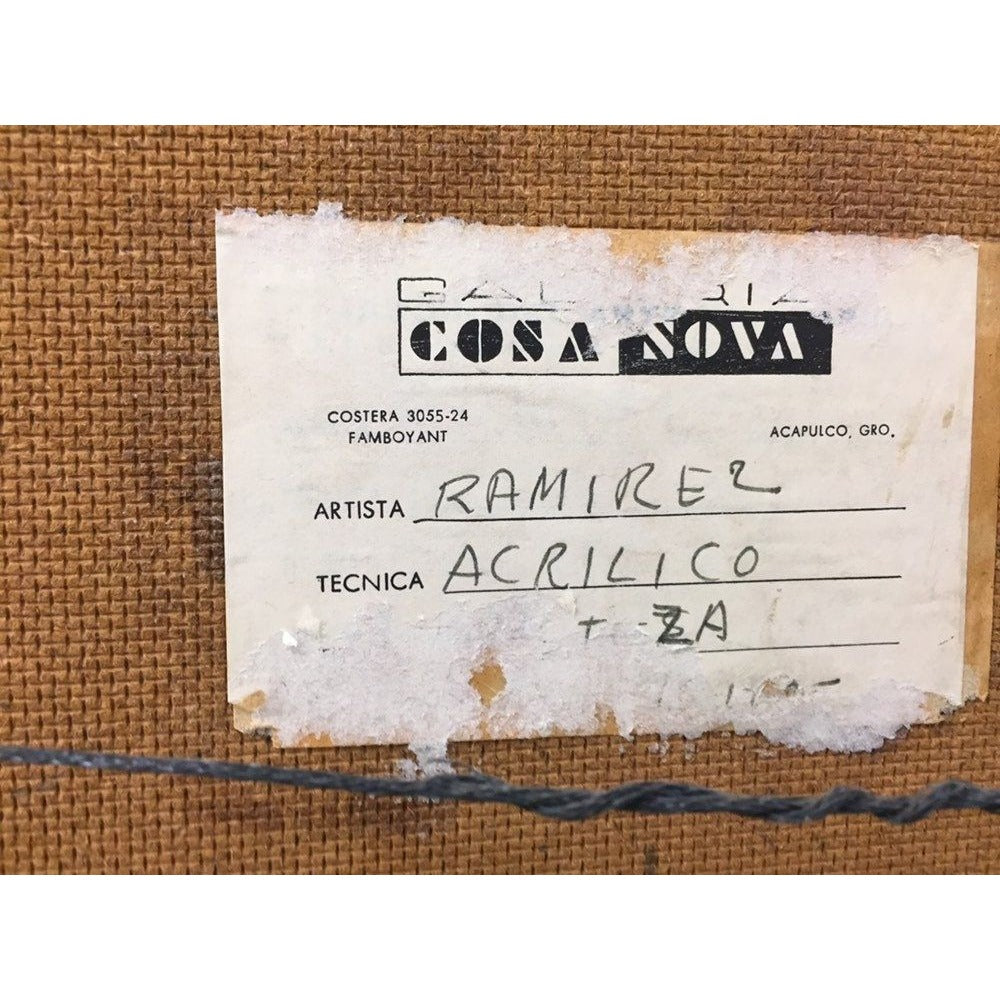 COSA NOVA
COSTERA 3055-24
FAMBOYANT
ACAPULCO, GRO.
ARTISTA RAMIREZ
TECNICA ACRILICO